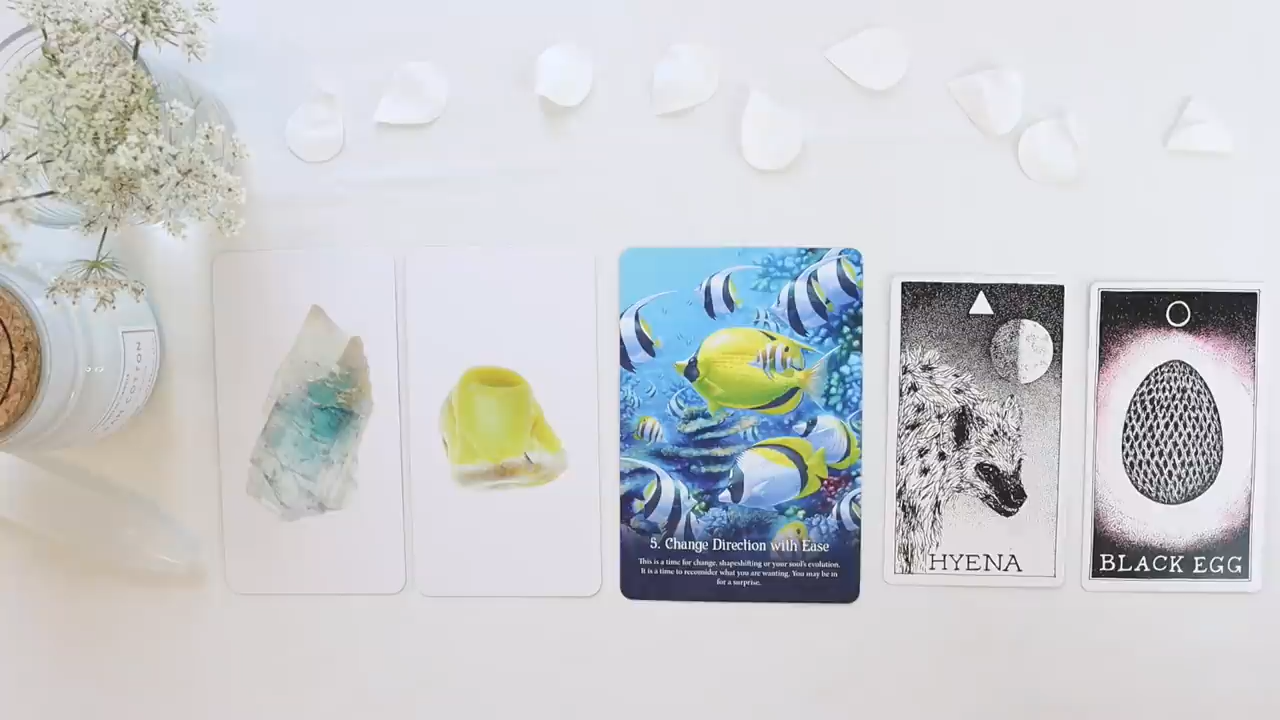 COTTON
5. Change Direction with Ease
This is a time for change, shapeshifting or your soul's evolution.
It is a time to reconsider what you are wanting. You may be in
for a surprise.
HYENA
BLACK EGG